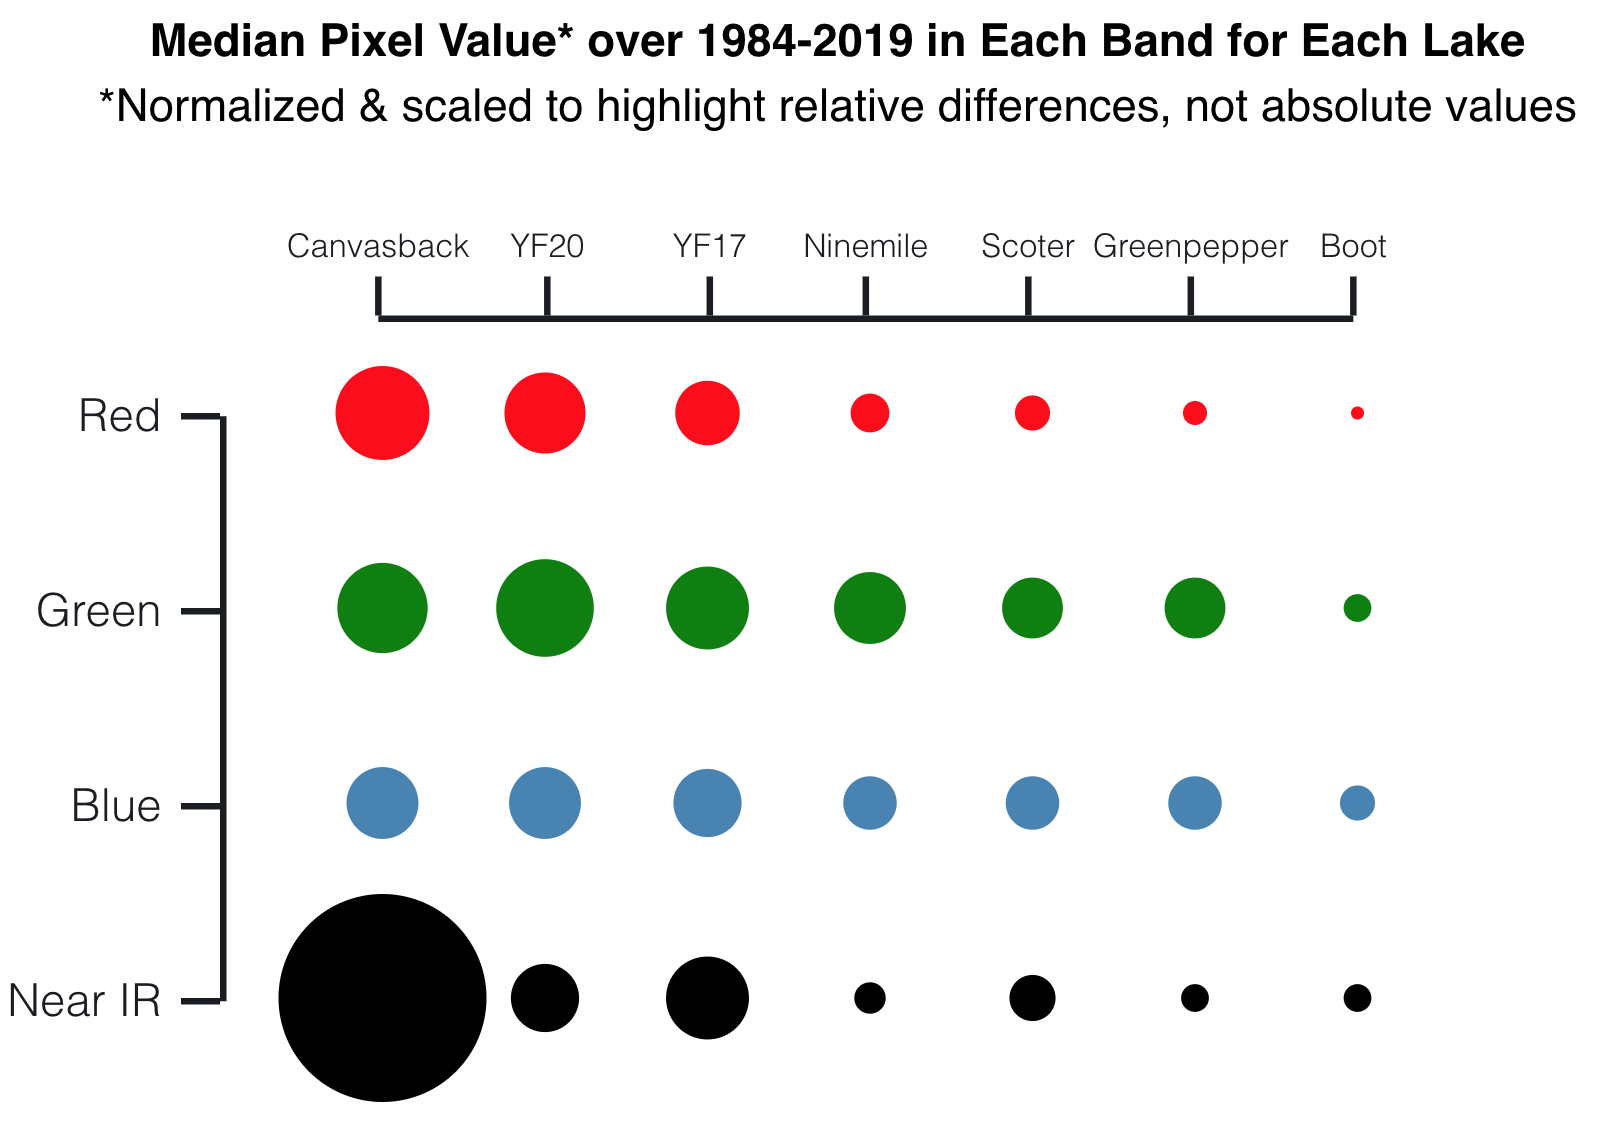 Median Pixel Value* over 1984-2019 in Each Band for Each Lake
*Normalized & scaled to highlight relative differences, not absolute values
Canvasback YF20 YF17 Ninemile Scoter Greenpepper Boot
Red
Green
Blue
Near IR